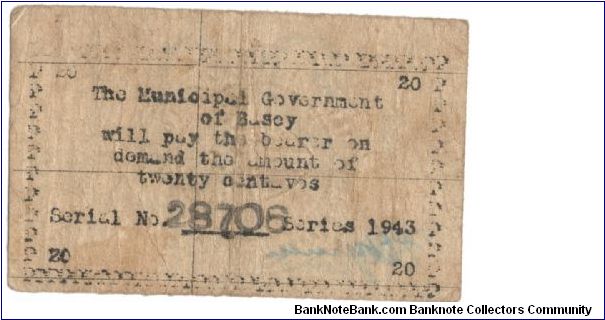 20 20
The Municipal Government
of Basey
will pay the bearer on
demand the amount of
twenty centavos
Serial No. 28706 Series 1943
20 20
BankNoteBank.com Banknote Collectors Community